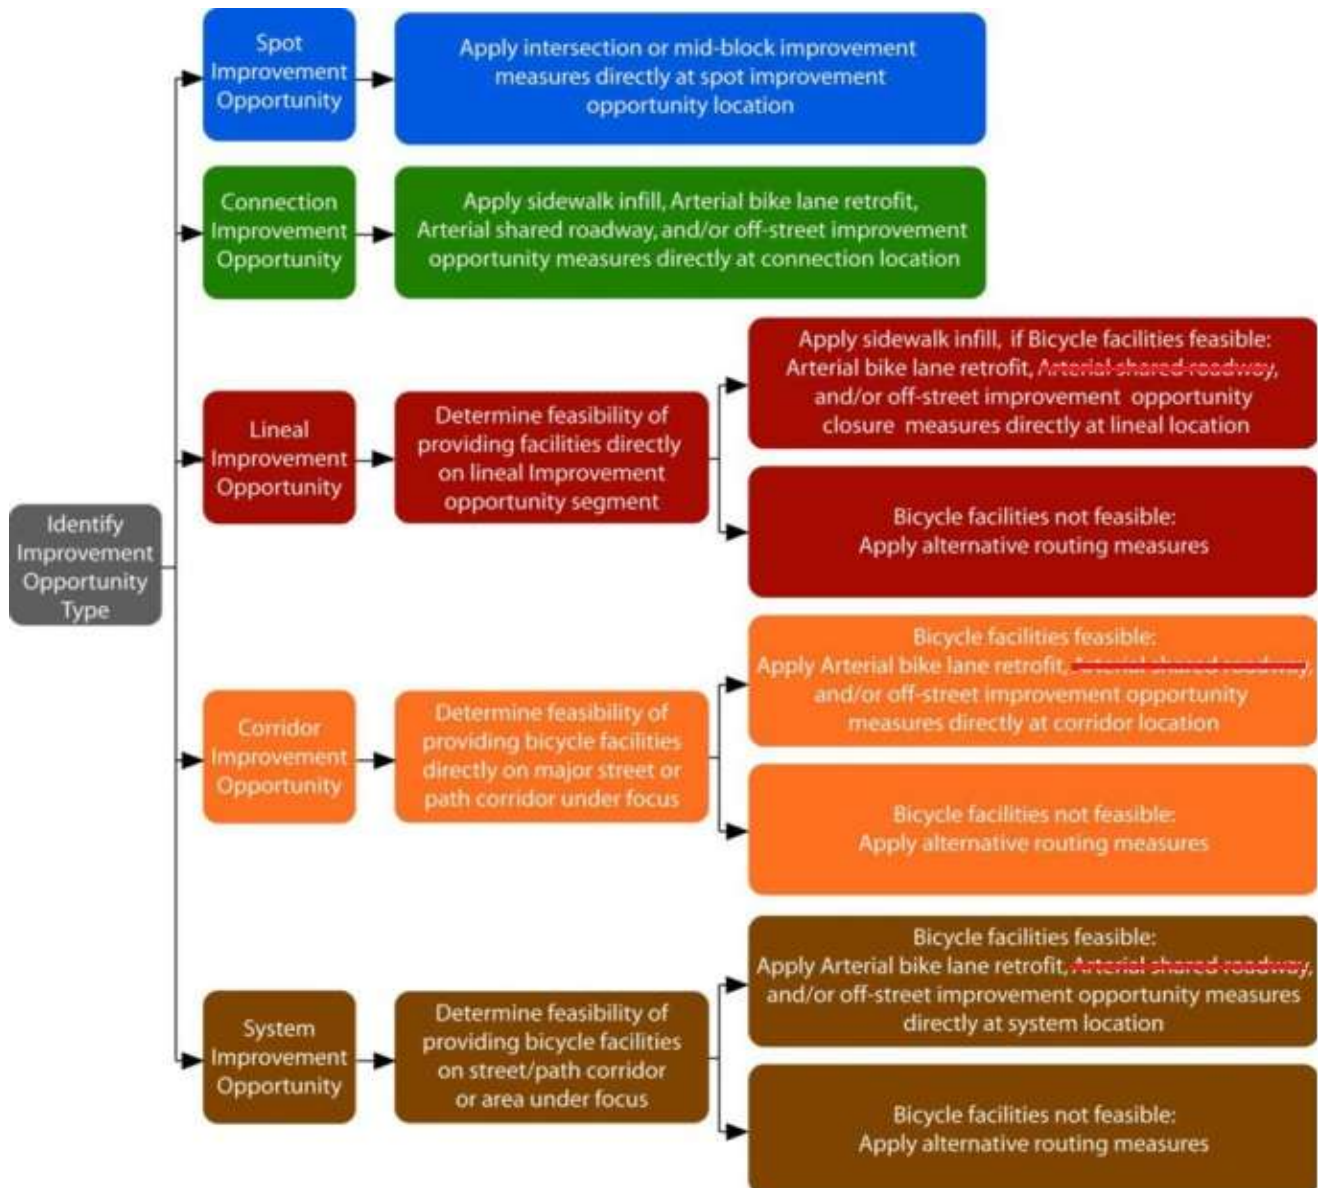 Spot
Improvement
Opportunity
Apply intersection or mid-block improvement
measures directly at spot improvement
opportunity location
Connection
Improvement
Opportunity
Apply sidewalk infill, Arterial bike lane retrofit,
Arterial shared roadway, and/or off-street improvement
opportunity measures directly at connection location
Identify
Improvement
Opportunity
Type
Lineal
Improvement
Opportunity
Determine feasibility of
providing facilities directly
on lineal Improvement
opportunity segment
Apply sidewalk infill, if Bicycle facilities feasible:
Arterial bike lane retrofit, Arterial shared roadway,
and/or off-street improvement opportunity
closure measures directly at lineal location
Bicycle facilities not feasible:
Apply alternative routing measures
Corridor
Improvement
Opportunity
Determine feasibility of
providing bicycle facilities
directly on major street or
path corridor under focus
Bicycle facilities feasible:
Apply Arterial bike lane retrofit, Arterial shared roadway,
and/or off-street improvement opportunity
measures directly at corridor location
Bicycle facilities not feasible:
Apply alternative routing measures
System
Improvement
Opportunity
Determine feasibility of
providing bicycle facilities
on street/path corridor
or area under focus
Bicycle facilities feasible:
Apply Arterial bike lane retrofit, Arterial shared roadway,
and/or off-street improvement opportunity measures
directly at system location
Bicycle facilities not feasible:
Apply alternative routing measures